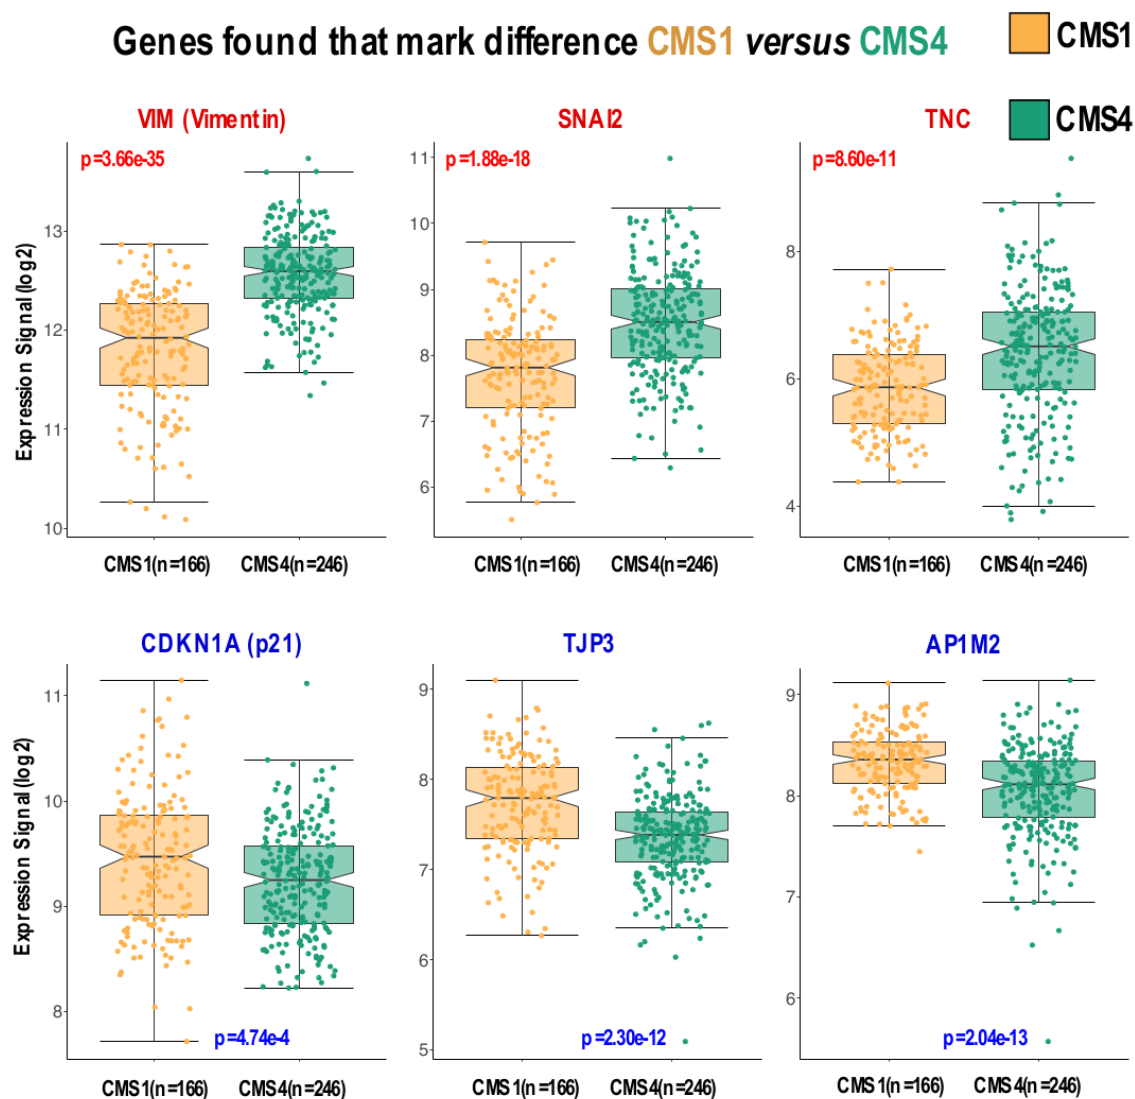 Genes found that mark difference CMS1 versus CMS4
CMS1
CMS4
VIM (Vimentin)
SNAI2
TNC
p=3.66e-35
p=1.88e-18
p=8.60e-11
Expression Signal (log2)
13
12
11
10
11
10
9
8
7
6
8
6
4
CMS1(n=166)
CMS4(n=246)
CMS1(n=166)
CMS4(n=246)
CMS1(n=166)
CMS4(n=246)
CDKN1A (p21)
TJP3
AP1M2
Expression Signal (log2)
11
10
9
8
9
8
7
6
5
9
8
7
6
p=4.74e-4
p=2.30e-12
p=2.04e-13
CMS1(n=166)
CMS4(n=246)
CMS1(n=166)
CMS4(n=246)
CMS1(n=166)
CMS4(n=246)